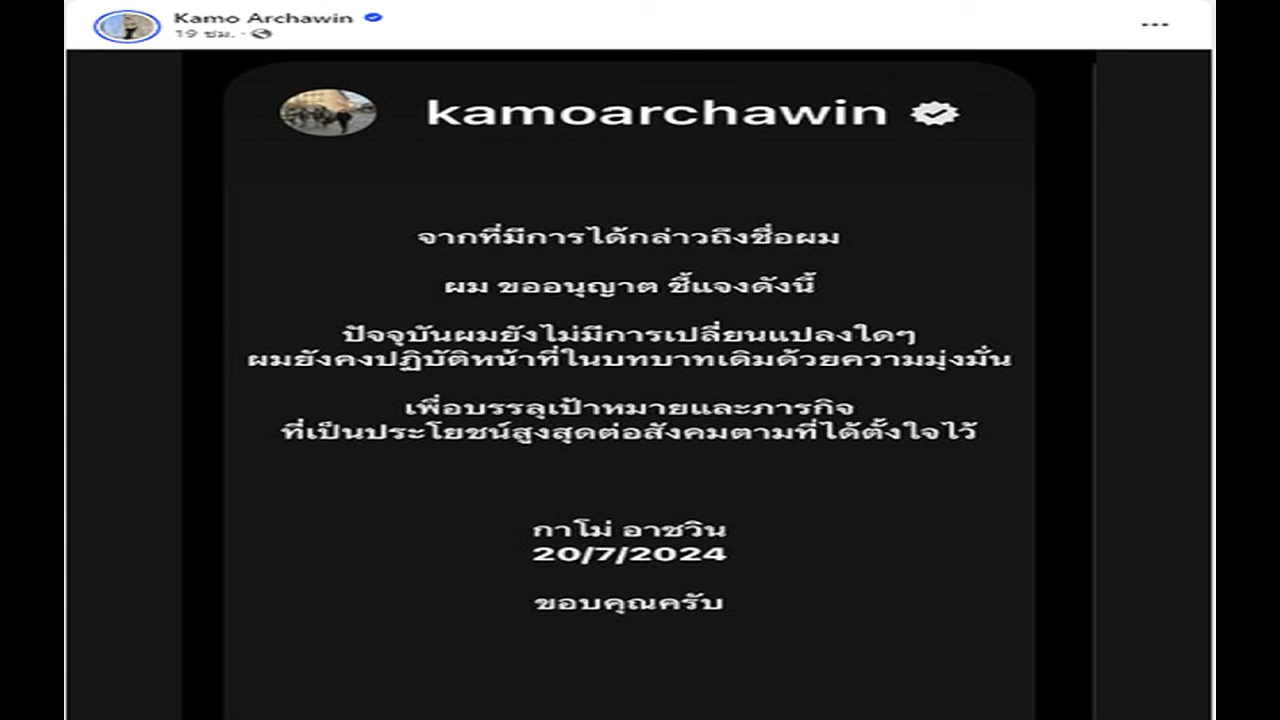 Kamo Archawin
19 ชม. ·
kamoarchawin
จากที่มีการได้กล่าวถึงชื่อผม
ผม ขออนุญาต ชี้แจงดังนี้
ปัจจุบันผมยังไม่มีการเปลี่ยนแปลงใดๆ
ผมยังคงปฏิบัติหน้าที่ในบทบาทเดิมด้วยความมุ่งมั่น
เพื่อบรรลุเป้าหมายและภารกิจ
ที่เป็นประโยชน์สูงสุดต่อสังคมตามที่ได้ตั้งใจไว้
กาโม่ อาชวิน
20/7/2024
ขอบคุณครับ